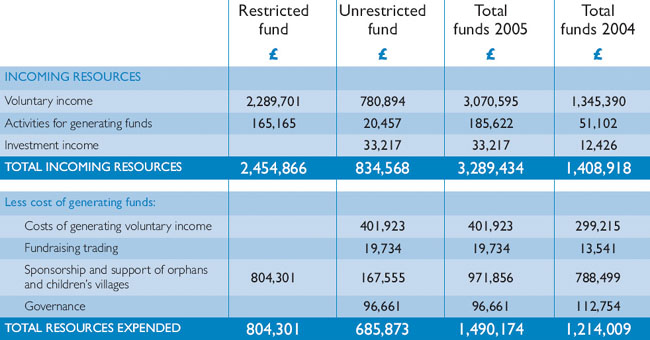 Restricted fund Unrestricted fund Total funds 2005 Total funds 2004
£ £ £ £
INCOMING RESOURCES
Voluntary income 2,289,701 780,894 3,070,595 1,345,390
Activities for generating funds 165,165 20,457 185,622 51,102
Investment income 33,217 33,217 12,426
TOTAL INCOMING RESOURCES 2,454,866 834,568 3,289,434 1,408,918
Less cost of generating funds:
Costs of generating voluntary income 401,923 401,923 299,215
Fundraising trading 19,734 19,734 13,541
Sponsorship and support of orphans
and children's villages 804,301 167,555 971,856 788,499
Governance 96,661 96,661 112,754
TOTAL RESOURCES EXPENDED 804,301 685,873 1,490,174 1,214,009